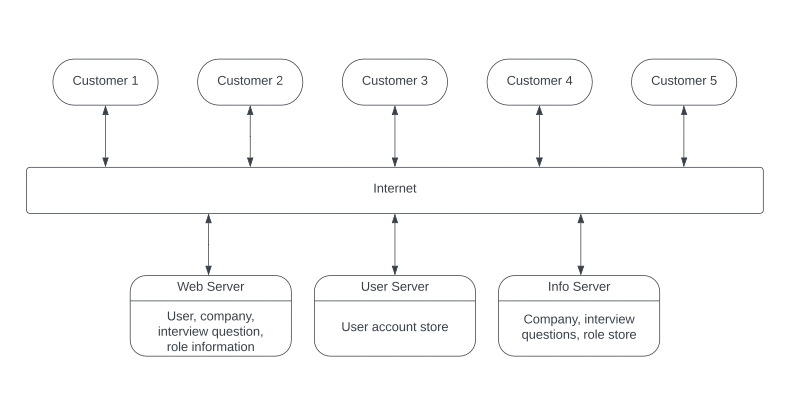 Customer 1
Customer 2
Customer 3
Customer 4
Customer 5
Internet
Web Server
User, company,
interview question,
role information
User Server
User account store
Info Server
Company, interview
questions, role store